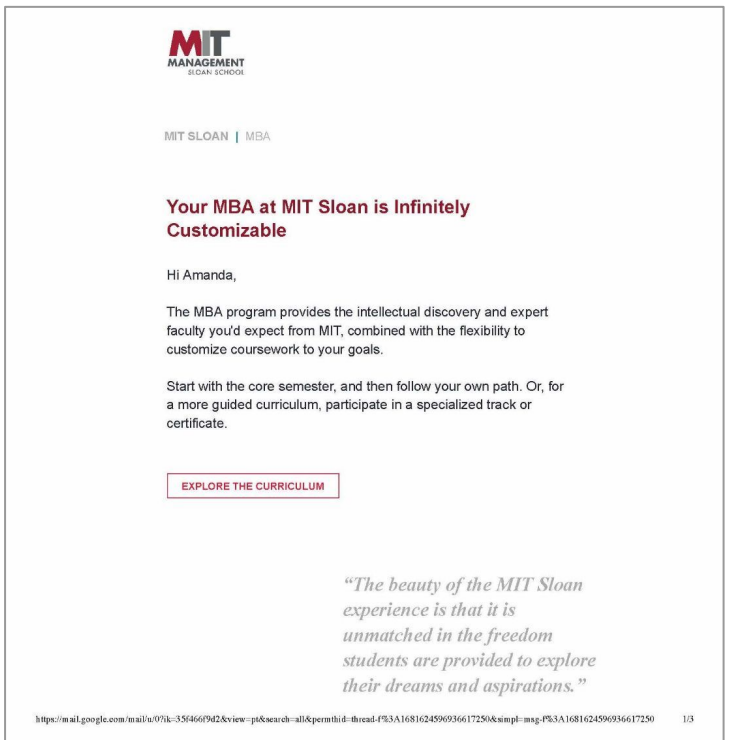 MIT
MANAGEMENT
SLOAN SCHOOL
MIT SLOAN | MBA
Your MBA at MIT Sloan is Infinitely
Customizable
Hi Amanda,
The MBA program provides the intellectual discovery and expert
faculty you'd expect from MIT, combined with the flexibility to
customize coursework to your goals.
Start with the core semester, and then follow your own path. Or, for
a more guided curriculum, participate in a specialized track or
certificate.
EXPLORE THE CURRICULUM
“The beauty of the MIT Sloan
experience is that it is
unmatched in the freedom
students are provided to explore
their dreams and aspirations.”
https://mail.google.com/mail/u/0?ik=35f466f9d2&view=pt&search=all&permthid=thread-f%3A1681624596936617250&simpl=msg-f%3A1681624596936617250 1/3